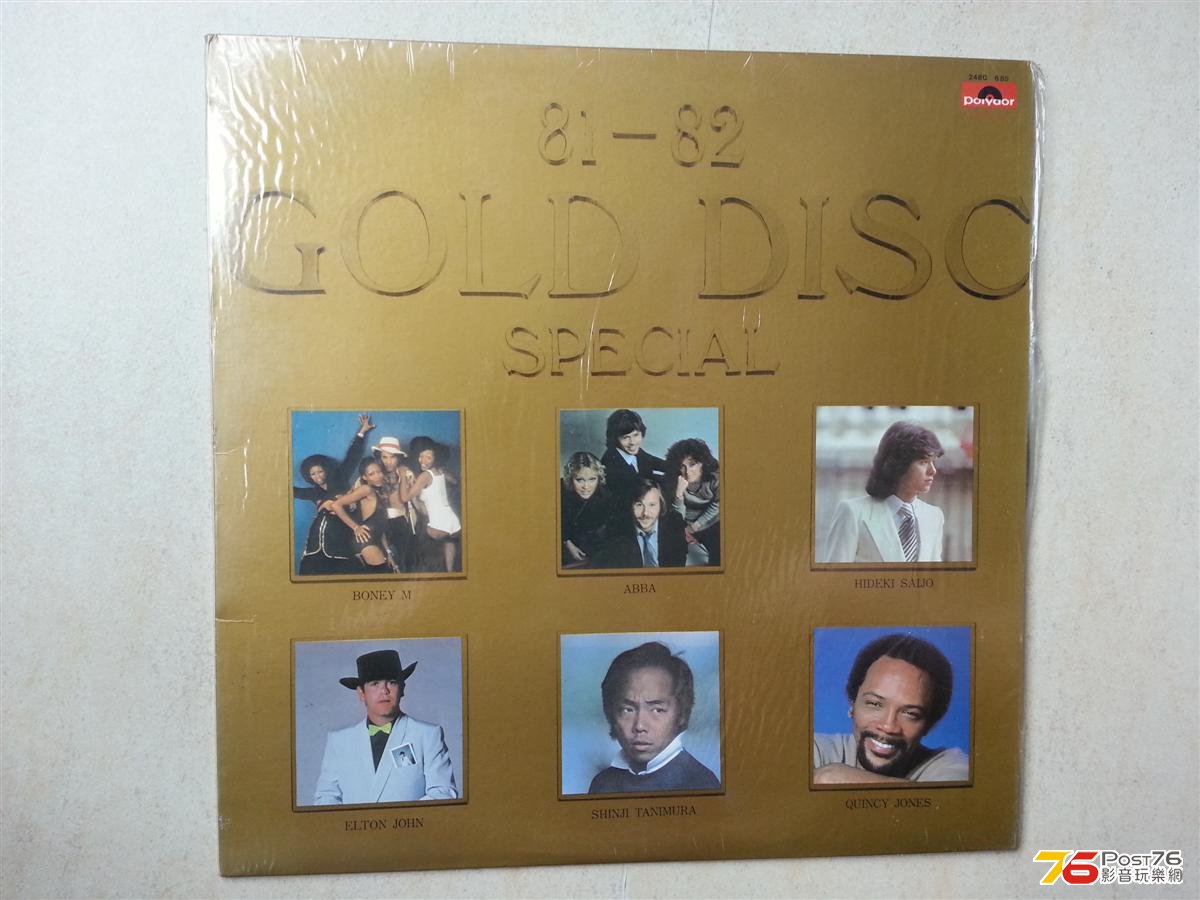 2480 685
polydor
81-82
GOLD DISC
SPECIAL
BONEY M
ABBA
HIDEKI SAIJO
ELTON JOHN
SHINJI TANIMURA
QUINCY JONES
76 POST76
影音玩樂網